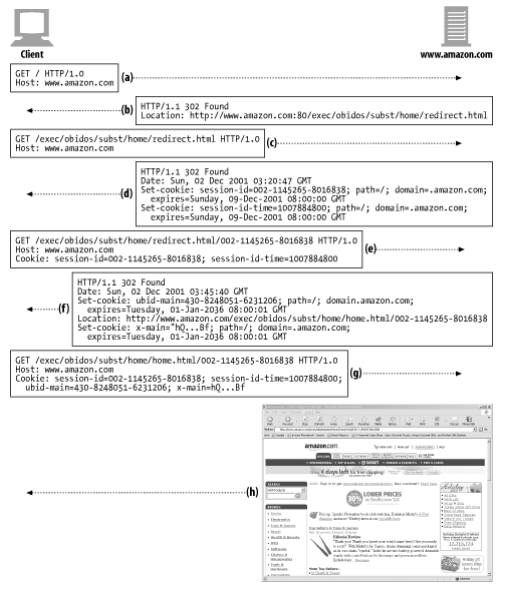 Client
www.amazon.com
GET / HTTP/1.0
Host: www.amazon.com
(a)
(b)
HTTP/1.1 302 Found
Location: http://www.amazon.com:80/exec/obidos/subst/home/redirect.html
GET /exec/obidos/subst/home/redirect.html HTTP/1.0
Host: www.amazon.com
(c)
(d)
HTTP/1.1 302 Found
Date: Sun, 02 Dec 2001 03:20:47 GMT
Set-cookie: session-id=002-1145265-8016838; path=/; domain=.amazon.com;
expires=Sunday, 09-Dec-2001 08:00:00 GMT
Set-cookie: session-id-time=1007884800; path=/; domain=.amazon.com;
expires=Sunday, 09-Dec-2001 08:00:00 GMT
GET /exec/obidos/subst/home/redirect.html/002-1145265-8016838 HTTP/1.0
Host: www.amazon.com
Cookie: session-id=002-1145265-8016838; session-id-time=1007884800
(e)
(f)
HTTP/1.1 302 Found
Date: Sun, 02 Dec 2001 03:45:40 GMT
Set-cookie: ubid-main=430-8248051-6231206; path=/; domain.amazon.com;
expires=Tuesday, 01-Jan-2036 08:00:01 GMT
Location: http://www.amazon.com/exec/obidos/subst/home/home.html/002-1145265-8016838
Set-cookie: x-main="hQ...Bf; path=/; domain=.amazon.com;
expires=Tuesday, 01-Jan-2036 08:00:01 GMT
GET /exec/obidos/subst/home/home.html/002-1145265-8016838 HTTP/1.0
Host: www.amazon.com
Cookie: session-id=002-1145265-8016838; session-id-time=1007884800;
ubid-main=430-8248051-6231206; x-main=hQ...Bf
(g)
(h)
amazon.com
days left for free shipping!
30%
LOWER PRICES